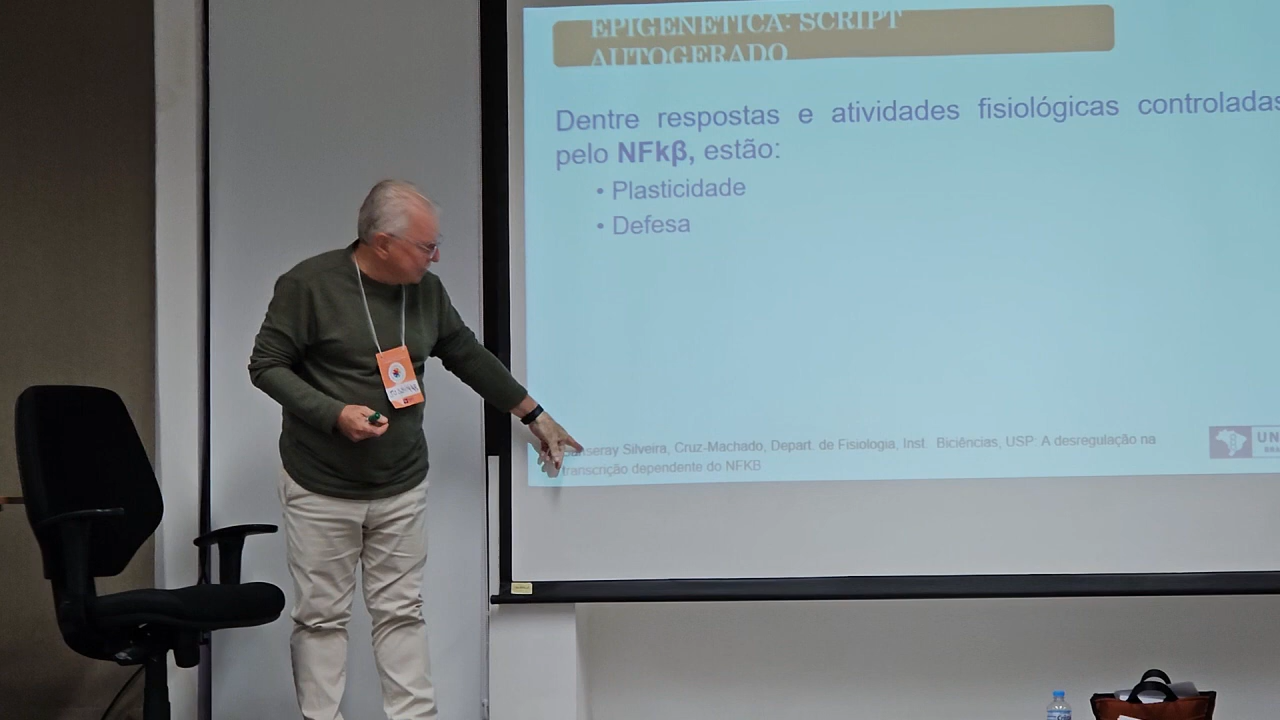 EPIGENETICA: SCRIPT
AUTOGERADO
Dentre respostas e atividades fisiológicas controladas
pelo NFkβ, estão:
• Plasticidade
• Defesa
Silveira, Cruz-Machado, Depart. de Fisiologia, Inst. Biciências, USP: A desregulação na
transcrição dependente do NFKB
UN